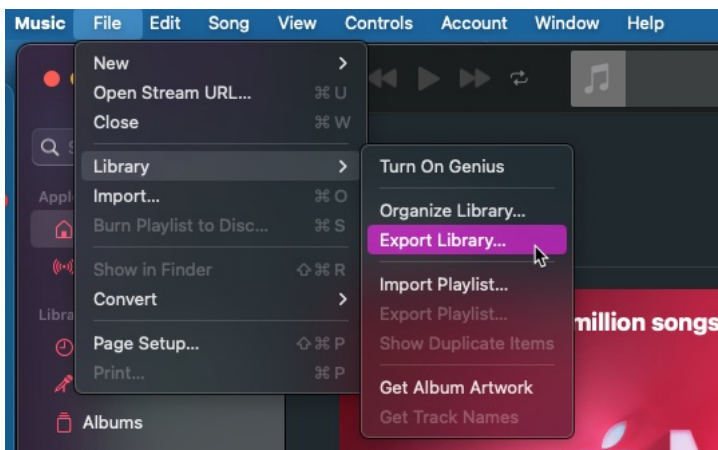 Music File Edit Song View Controls Account Window Help
New
Open Stream URL... ⌘ U
Close ⌘ W
Library
Import... ⌘ O
Burn Playlist to Disc... ⌘ S
Show in Finder ⇧ ⌘ R
Convert
Page Setup... ⇧ ⌘ P
Print... ⌘ P
Turn On Genius
Organize Library...
Export Library...
Import Playlist...
Export Playlist...
Show Duplicate Items
Get Album Artwork
Get Track Names
S
Appl
Libra
Albums
million songs